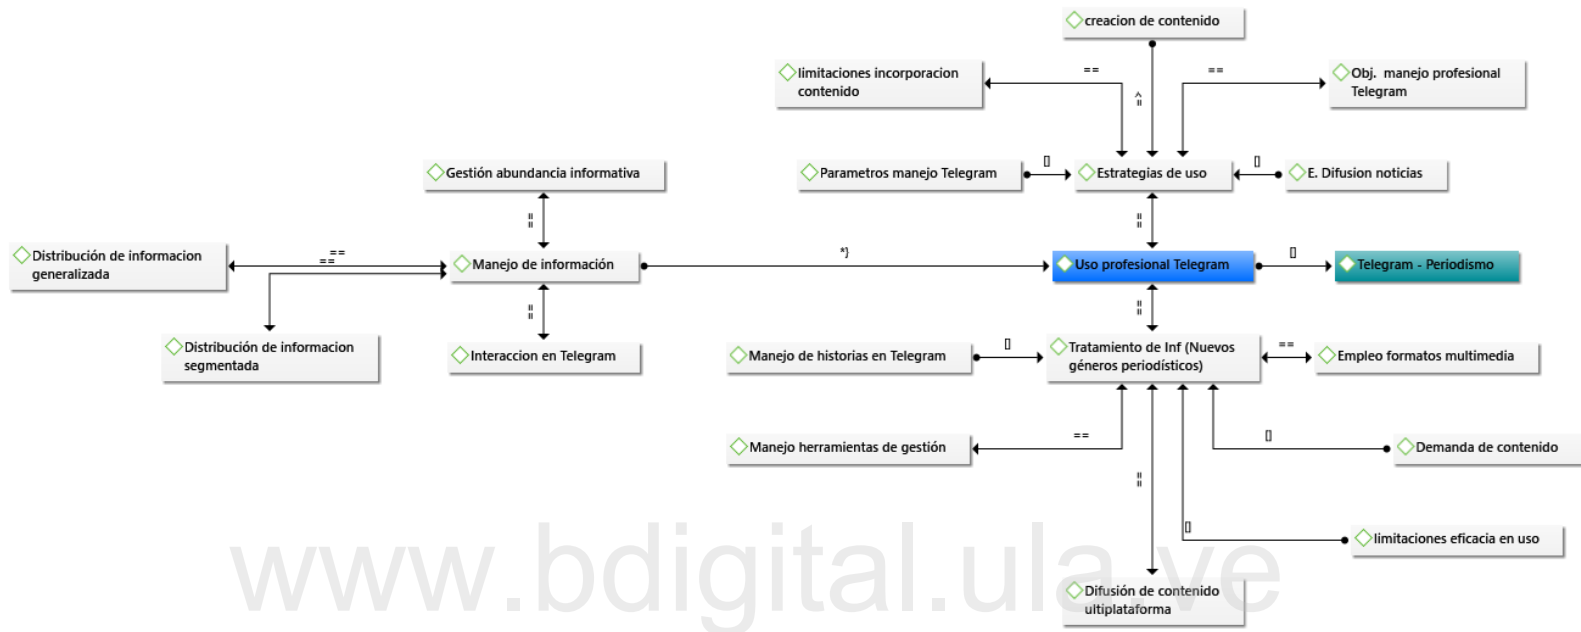 creacion de contenido
limitaciones incorporacion
contenido
==
==
Obj. manejo profesional
Telegram
^=
Gestión abundancia informativa
Parametros manejo Telegram
[]
Estrategias de uso
[]
E. Difusion noticias
==
==
Distribución de informacion
generalizada
==
==
Manejo de información
*}
Uso profesional Telegram
[]
Telegram - Periodismo
==
==
Distribución de informacion
segmentada
Interaccion en Telegram
Manejo de historias en Telegram
[]
Tratamiento de Inf (Nuevos
géneros periodísticos)
==
Empleo formatos multimedia
Manejo herramientas de gestión
==
[]
Demanda de contenido
==
[]
limitaciones eficacia en uso
www.bdigital.ula.ve
Difusión de contenido
ultiplataforma